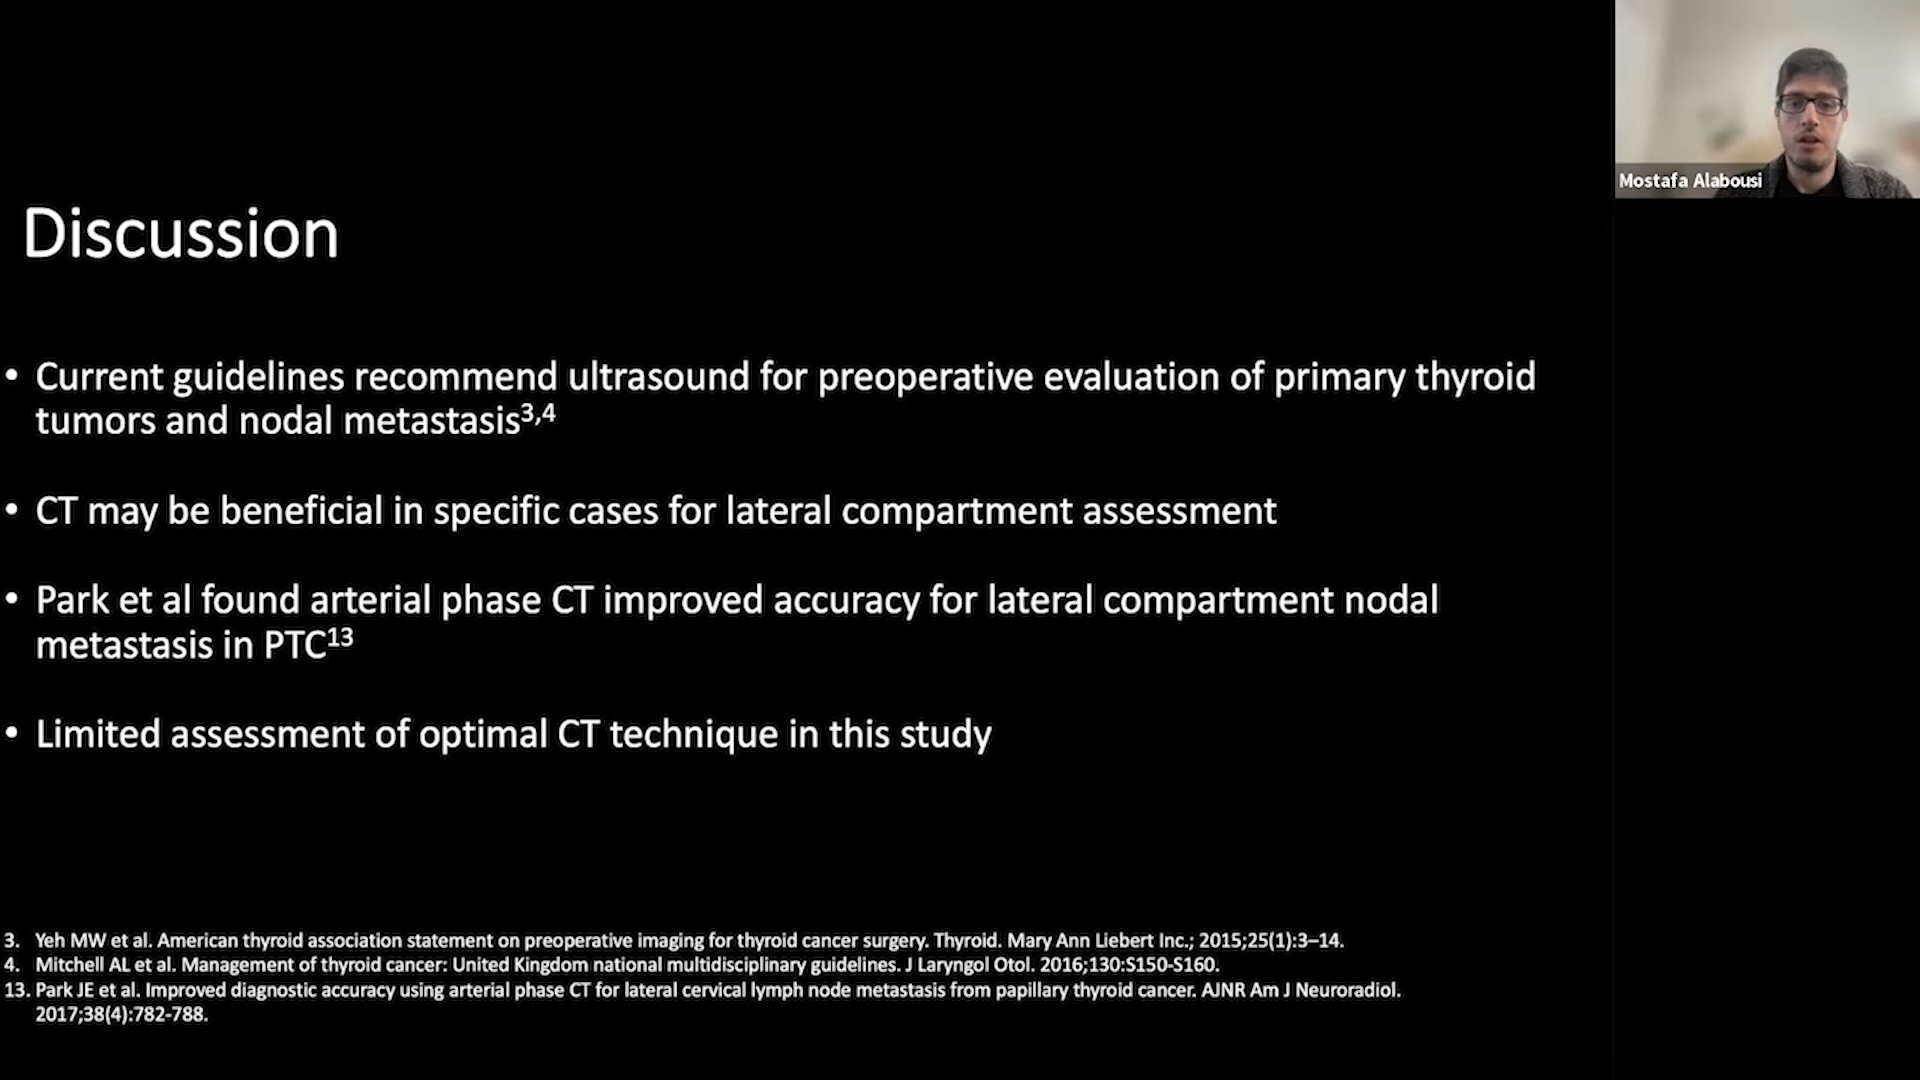 Mostafa Alabousi
Discussion
• Current guidelines recommend ultrasound for preoperative evaluation of primary thyroid
tumors and nodal metastasis3,4
• CT may be beneficial in specific cases for lateral compartment assessment
• Park et al found arterial phase CT improved accuracy for lateral compartment nodal
metastasis in PTC13
• Limited assessment of optimal CT technique in this study
3. Yeh MW et al. American thyroid association statement on preoperative imaging for thyroid cancer surgery. Thyroid. Mary Ann Liebert Inc.; 2015;25(1):3–14.
4. Mitchell AL et al. Management of thyroid cancer: United Kingdom national multidisciplinary guidelines. J Laryngol Otol. 2016;130:S150-S160.
13. Park JE et al. Improved diagnostic accuracy using arterial phase CT for lateral cervical lymph node metastasis from papillary thyroid cancer. AJNR Am J Neuroradiol.
2017;38(4):782-788.